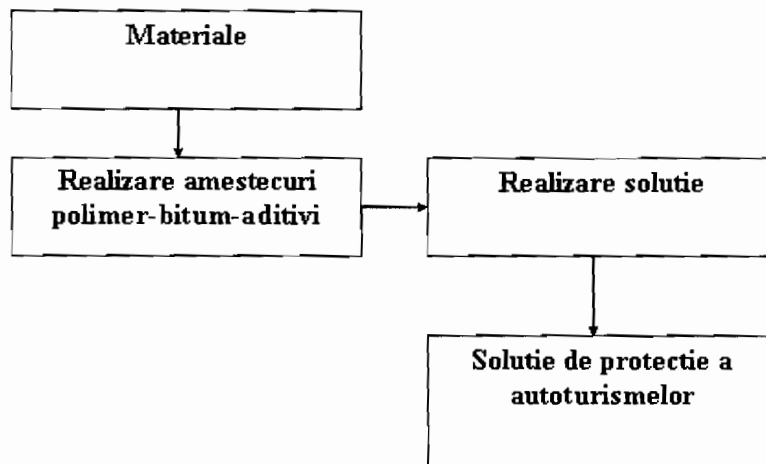 Materiale
Realizare amestecuri
polimer-bitum-aditivi
Realizare solutie
Solutie de protectie a
autoturismelor